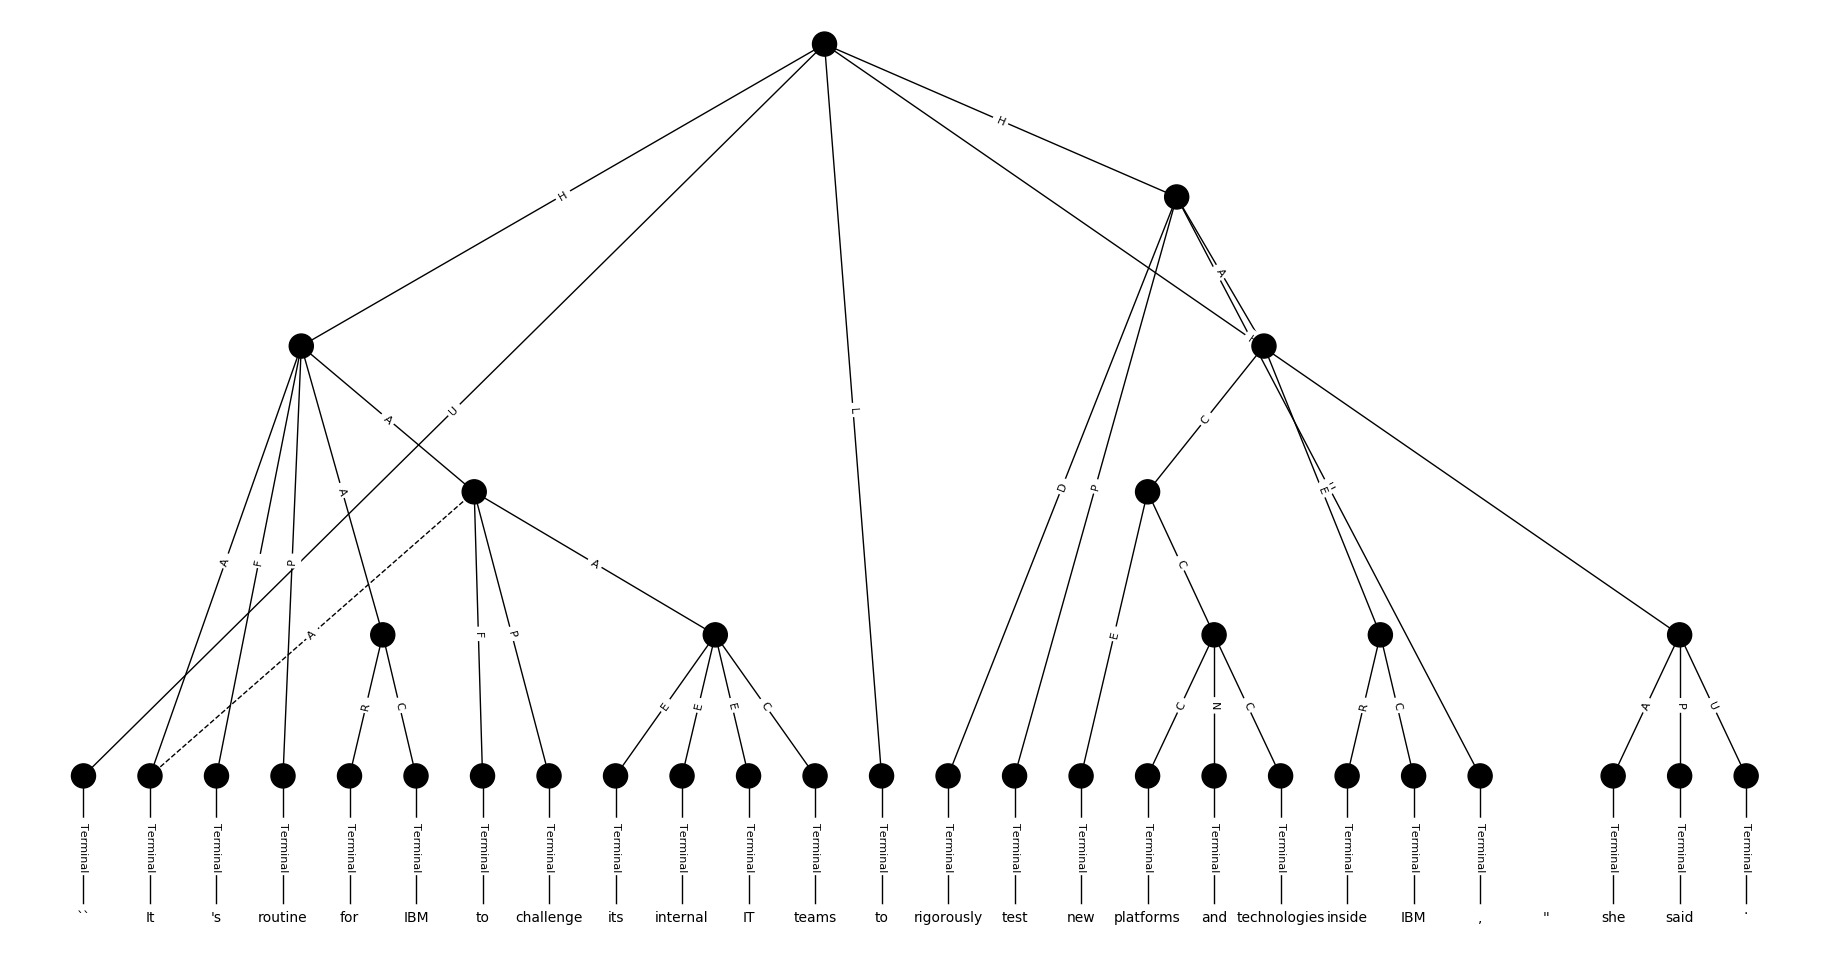 H
H
A
H
A
U
L
C
A
D
P
E
U
A
F
P
A
C
A
F
P
E
R
C
E
E
E
C
C
N
C
R
C
A
P
U
Terminal Terminal Terminal Terminal Terminal Terminal Terminal Terminal Terminal Terminal Terminal Terminal Terminal Terminal Terminal Terminal Terminal Terminal Terminal Terminal Terminal Terminal Terminal Terminal Terminal
`` It 's routine for IBM to challenge its internal IT teams to rigorously test new platforms and technologies inside IBM , " she said .